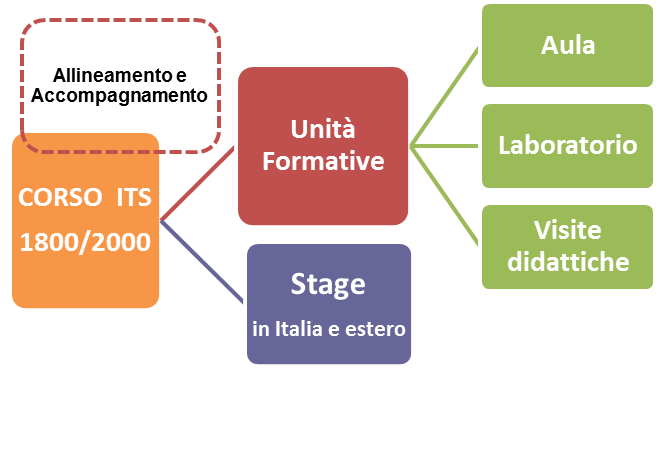 Allineamento e
Accompagnamento
CORSO ITS
1800/2000
Unità
Formative
Stage
in Italia e estero
Aula
Laboratorio
Visite
didattiche